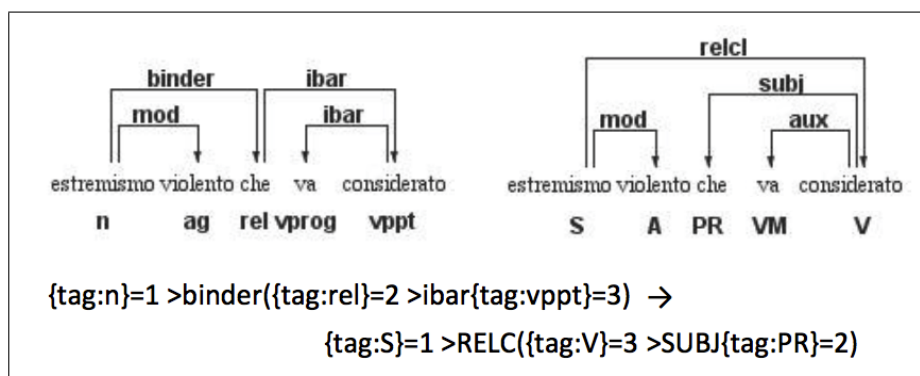 relcl
binder ibar subj
mod ibar mod aux
estremismo violento che va considerato estremismo violento che va considerato
n ag rel vprog vppt S A PR VM V
{tag:n}=1 >binder({tag:rel}=2 >ibar{tag:vppt}=3) →
{tag:S}=1 >RELC({tag:V}=3 >SUBJ{tag:PR}=2)